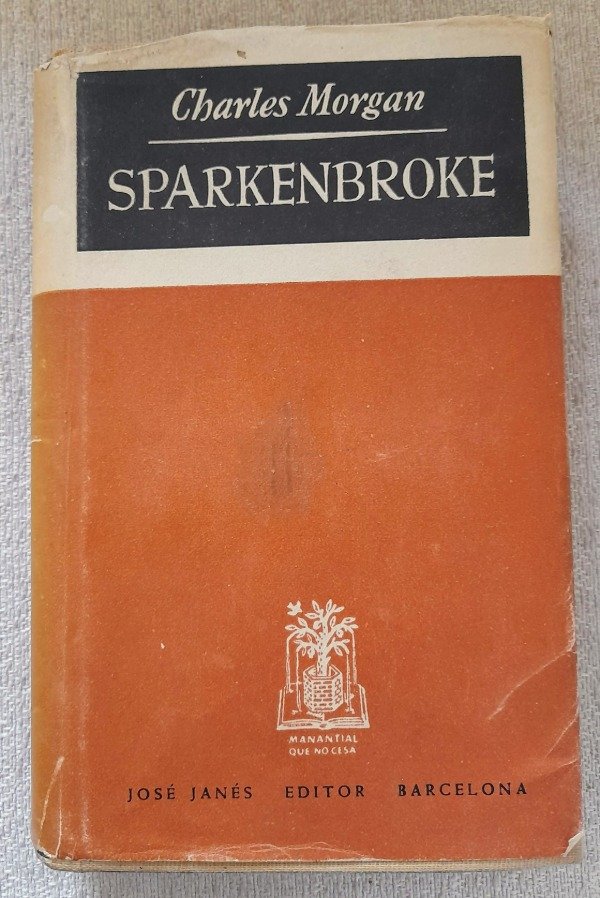 Charles Morgan
SPARKENBROKE
MANANTIAL
QUE NO CESA
JOSÉ JANÉS EDITOR BARCELONA